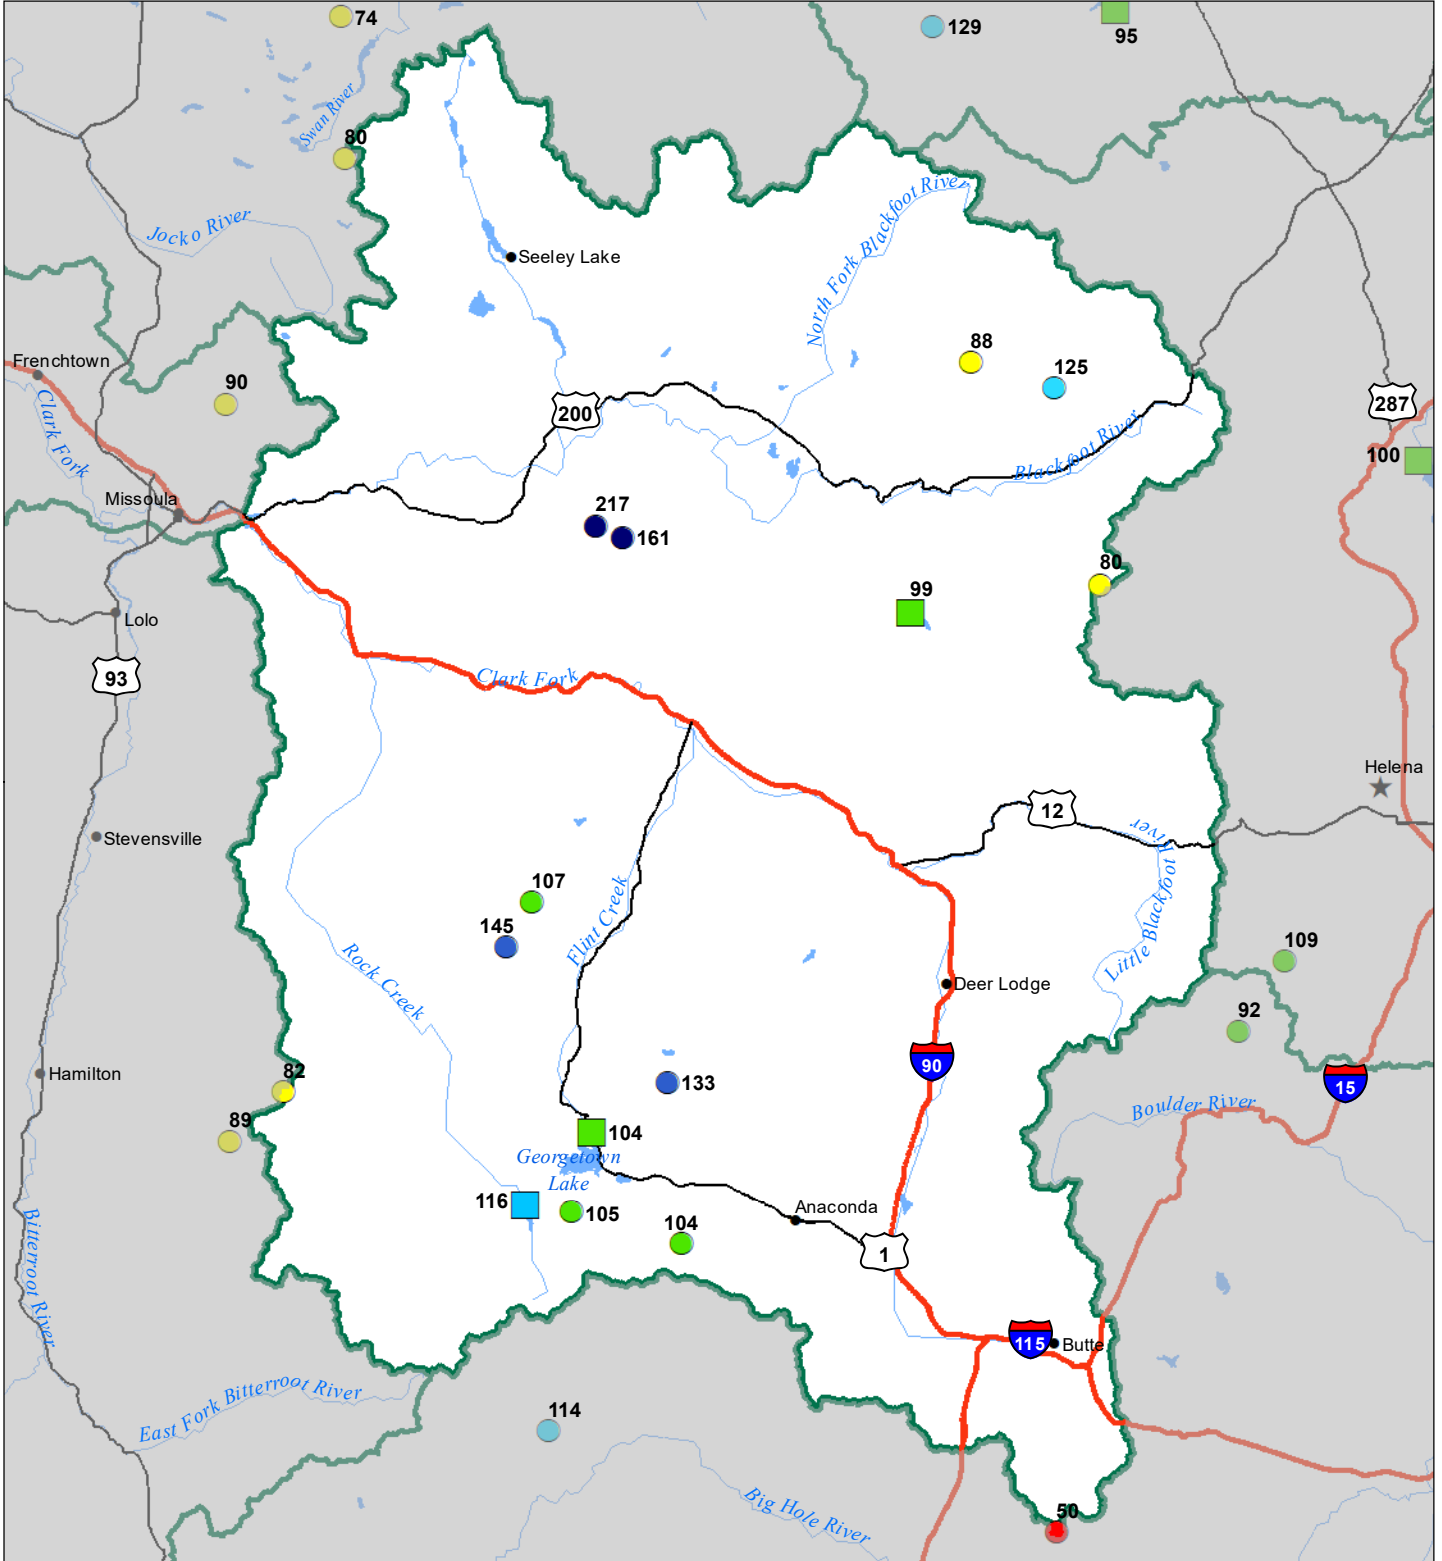 74
129
95
Swan River
80
Jocko River
North Fork Blackfoot River
Seeley Lake
Frenchtown
90
88
125
287
200
Clark Fork
Blackfoot River
100
Missoula
217
161
80
99
Lolo
93
Clark Fork
Helena
12
Stevensville
Little Blackfoot River
107
145
Flint Creek
109
Rock Creek
Deer Lodge
92
90
15
Hamilton
82
133
89
Boulder River
104
Georgetown
Lake
116
105
104
Anaconda
1
Bitterroot River
115
Butte
East Fork Bitterroot River
114
Big Hole River
50